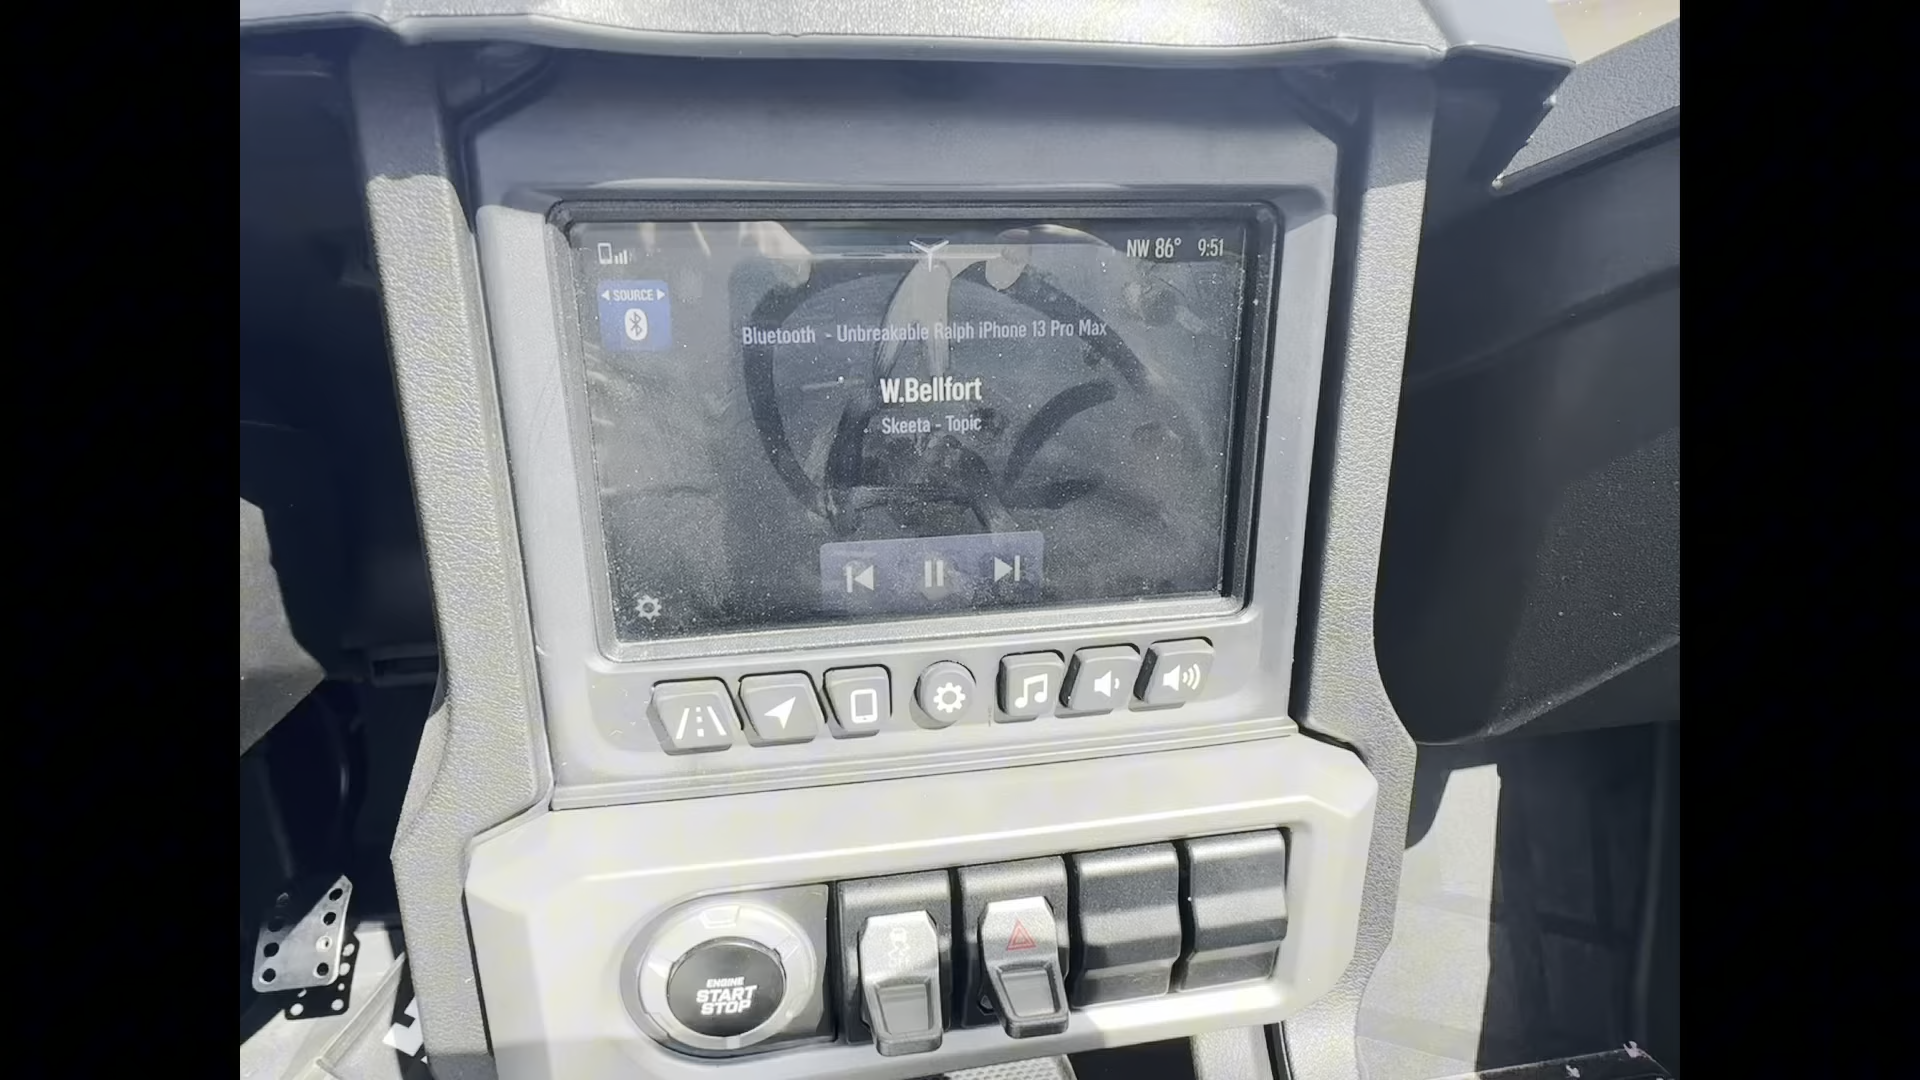 NW 86° 9:51
SOURCE
Bluetooth - Unbreakable Ralph iPhone 13 Pro Max
W.Bellfort
Skeeta - Topic
ENGINE
START
STOP